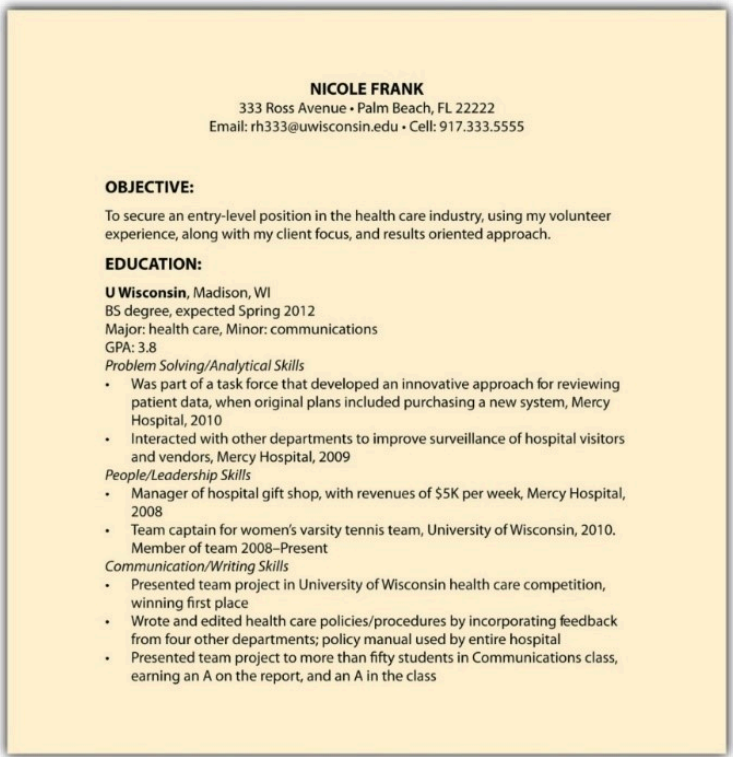 NICOLE FRANK
333 Ross Avenue • Palm Beach, FL 22222
Email: rh333@uwisconsin.edu • Cell: 917.333.5555
OBJECTIVE:
To secure an entry-level position in the health care industry, using my volunteer
experience, along with my client focus, and results oriented approach.
EDUCATION:
U Wisconsin, Madison, WI
BS degree, expected Spring 2012
Major: health care, Minor: communications
GPA: 3.8
Problem Solving/Analytical Skills
• Was part of a task force that developed an innovative approach for reviewing
patient data, when original plans included purchasing a new system, Mercy
Hospital, 2010
• Interacted with other departments to improve surveillance of hospital visitors
and vendors, Mercy Hospital, 2009
People/Leadership Skills
• Manager of hospital gift shop, with revenues of $5K per week, Mercy Hospital,
2008
• Team captain for women's varsity tennis team, University of Wisconsin, 2010.
Member of team 2008–Present
Communication/Writing Skills
• Presented team project in University of Wisconsin health care competition,
winning first place
• Wrote and edited health care policies/procedures by incorporating feedback
from four other departments; policy manual used by entire hospital
• Presented team project to more than fifty students in Communications class,
earning an A on the report, and an A in the class